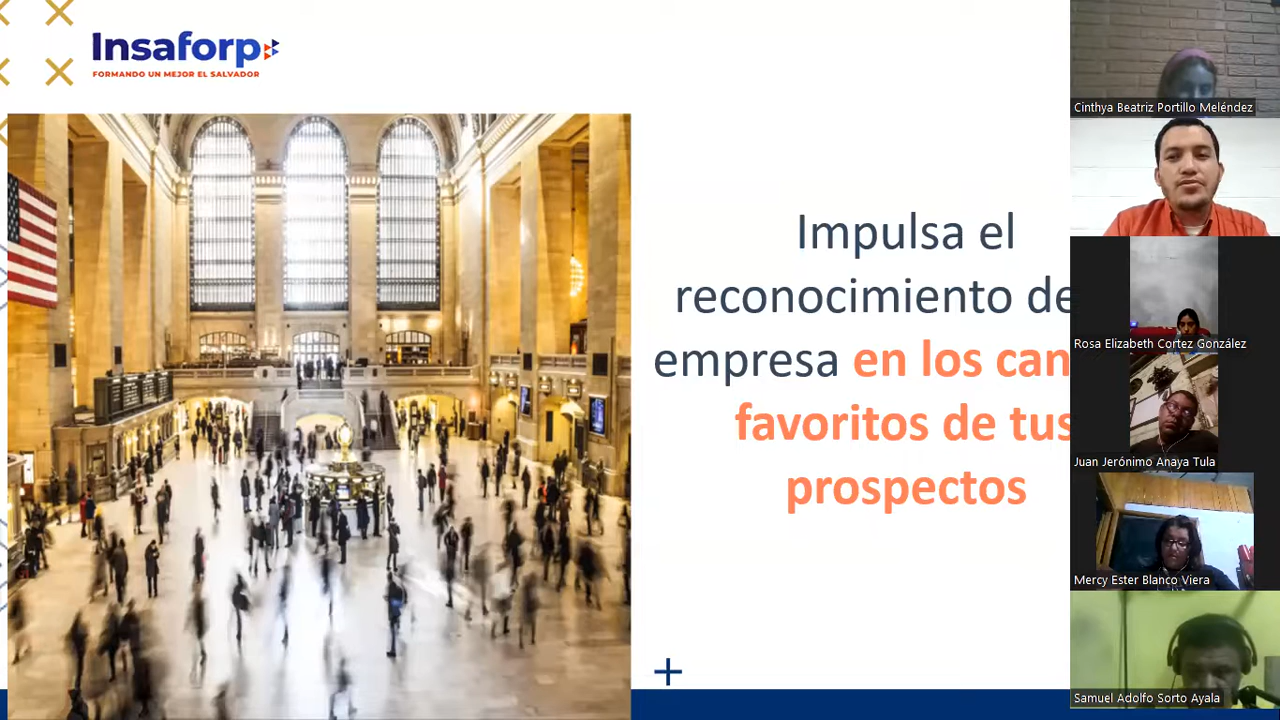 Insaforp
FORMANDO UN MEJOR EL SALVADOR
Impulsa el
reconocimiento de
empresa en los can
favoritos de tus
prospectos
Cinthya Beatriz Portillo Meléndez
Rosa Elizabeth Cortez González
Juan Jerónimo Anaya Tula
Mercy Ester Blanco Viera
Samuel Adolfo Sorto Ayala